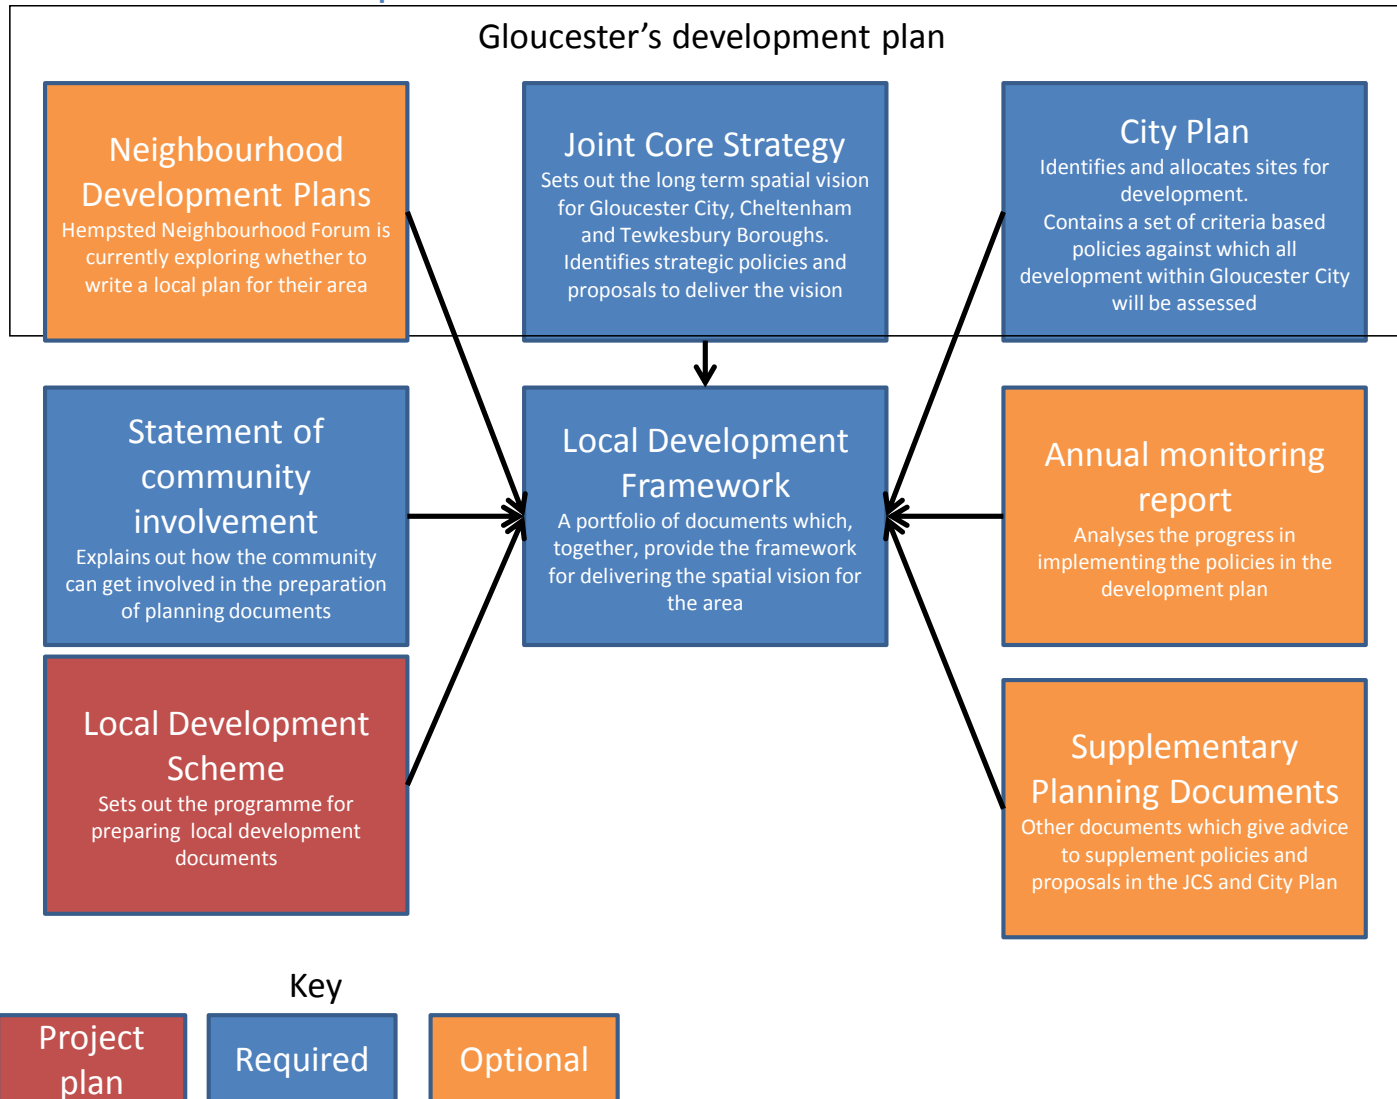 Gloucester’s development plan
Neighbourhood
Development Plans
Hempsted Neighbourhood Forum is
currently exploring whether to
write a local plan for their area
Joint Core Strategy
Sets out the long term spatial vision
for Gloucester City, Cheltenham
and Tewkesbury Boroughs.
Identifies strategic policies and
proposals to deliver the vision
City Plan
Identifies and allocates sites for
development.
Contains a set of criteria based
policies against which all
development within Gloucester City
will be assessed
Statement of
community
involvement
Explains out how the community
can get involved in the preparation
of planning documents
Local Development
Framework
A portfolio of documents which,
together, provide the framework
for delivering the spatial vision for
the area
Annual monitoring
report
Analyses the progress in
implementing the policies in the
development plan
Local Development
Scheme
Sets out the programme for
preparing local development
documents
Supplementary
Planning Documents
Other documents which give advice
to supplement policies and
proposals in the JCS and City Plan
Key
Project
plan
Required
Optional